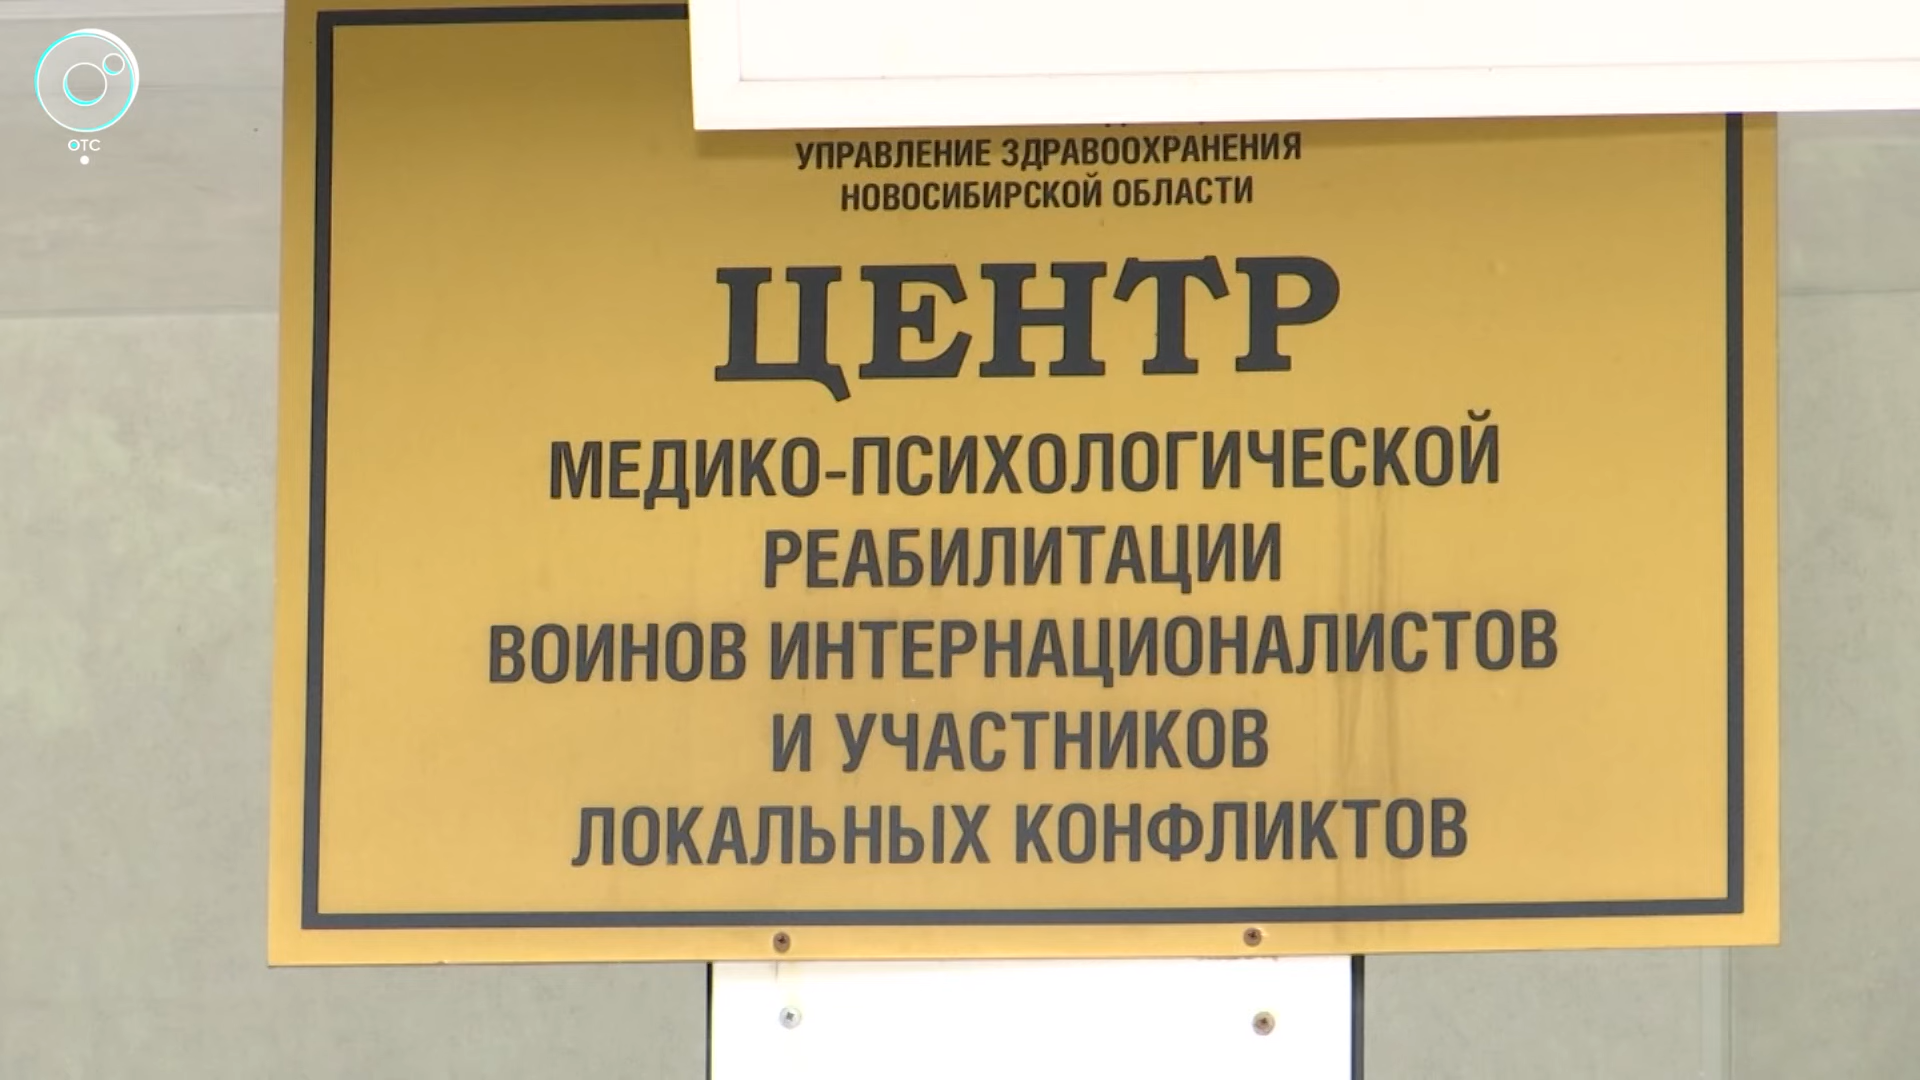 ОТС
УПРАВЛЕНИЕ ЗДРАВООХРАНЕНИЯ
НОВОСИБИРСКОЙ ОБЛАСТИ
ЦЕНТР
МЕДИКО-ПСИХОЛОГИЧЕСКОЙ
РЕАБИЛИТАЦИИ
ВОИНОВ ИНТЕРНАЦИОНАЛИСТОВ
И УЧАСТНИКОВ
ЛОКАЛЬНЫХ КОНФЛИКТОВ